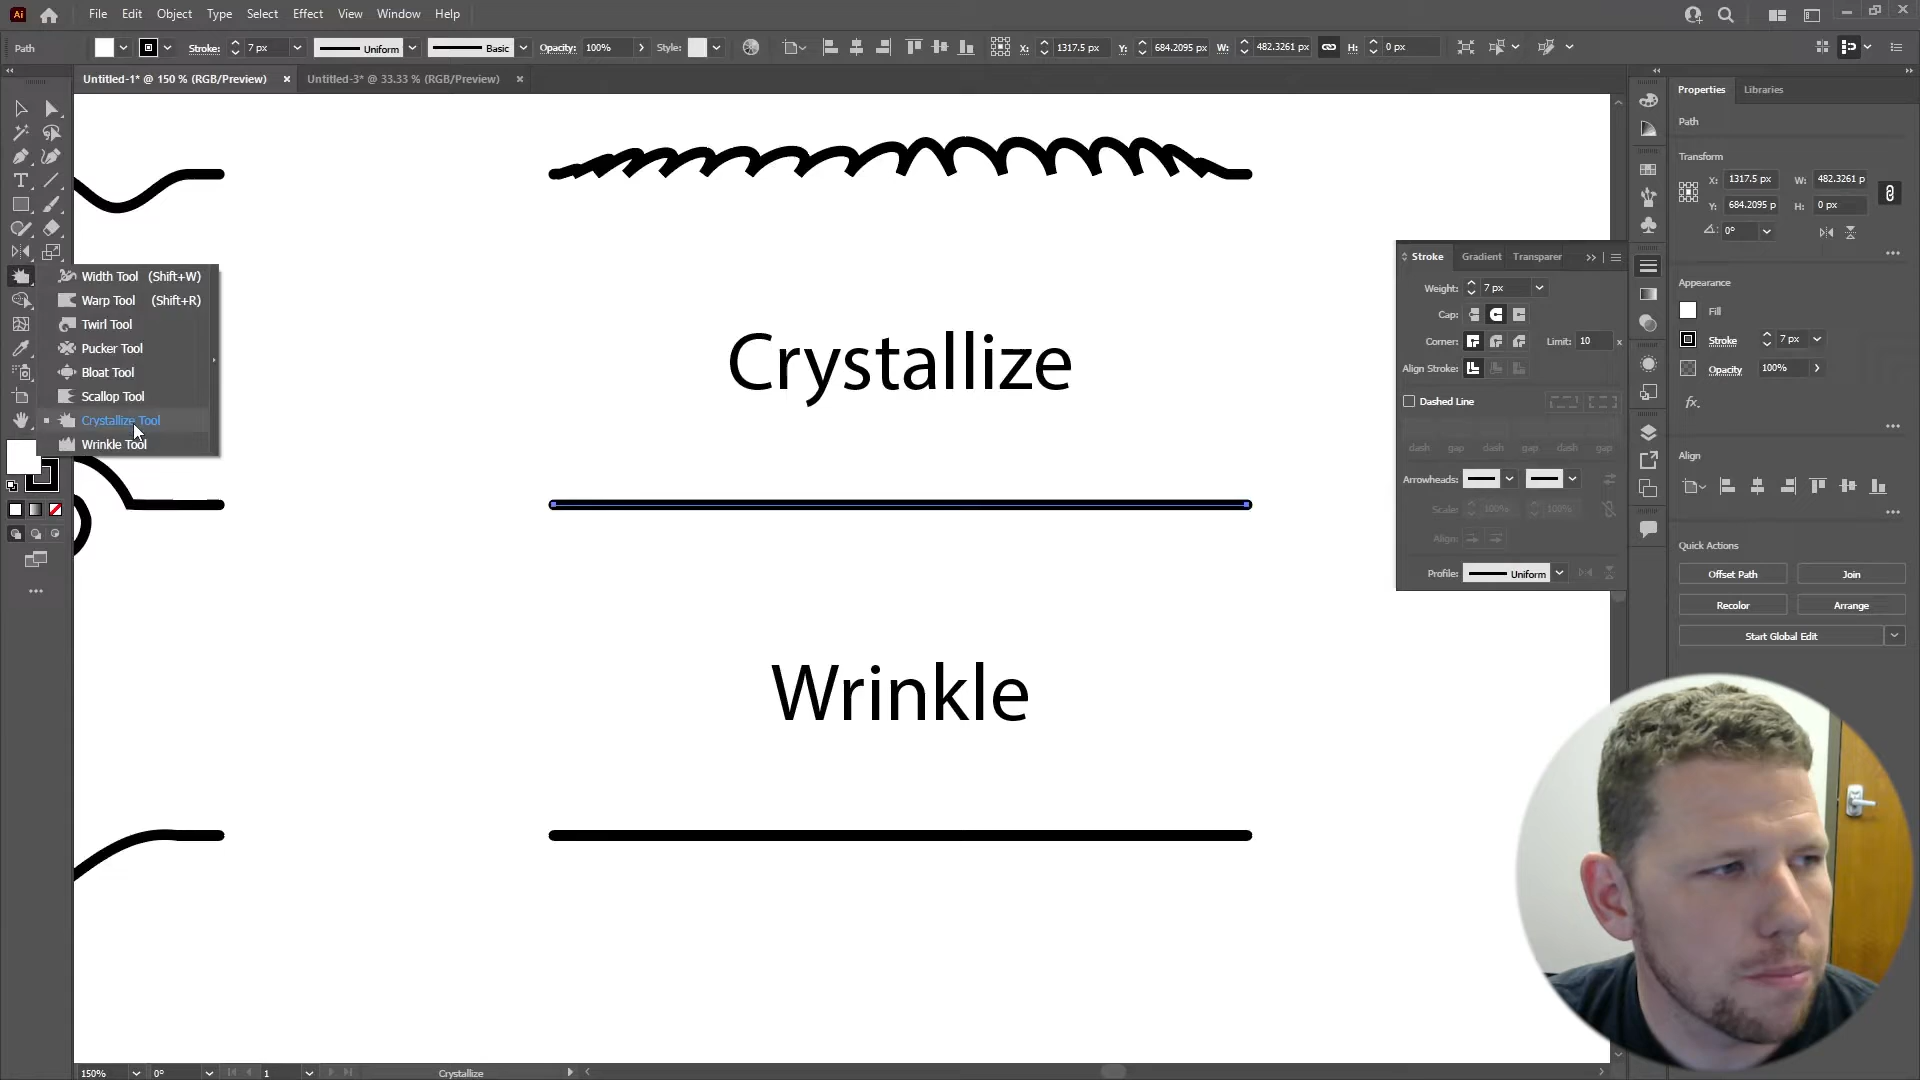 Ai File Edit Object Type Select Effect View Window Help
Path Stroke: 7 px Uniform Basic Opacity: 100% Style: X: 1317.5 px Y: 684.2095 px W: 482.3261 px H: 0 px
Untitled-1* @ 150 % (RGB/Preview) × Untitled-3* @ 33.33 % (RGB/Preview) ×
Width Tool (Shift+W)
Warp Tool (Shift+R)
Twirl Tool
Pucker Tool
Bloat Tool
Scallop Tool
Crystallize Tool
Wrinkle Tool
Crystallize
Wrinkle
Stroke Gradient Transparer
Weight: 7 px
Cap:
Corner: Limit: 10 x
Align Stroke:
Dashed Line
dash gap dash gap dash gap
Arrowheads:
Scale: 100% 100%
Align:
Profile: Uniform
Properties Libraries
Path
Transform
X: 1317.5 px W: 482.3261 p
Y: 684.2095 p H: 0 px
0°
Appearance
Fill
Stroke 7 px
Opacity 100%
fx.
Align
Quick Actions
Offset Path Join
Recolor Arrange
Start Global Edit
150% 0° 1 Crystallize